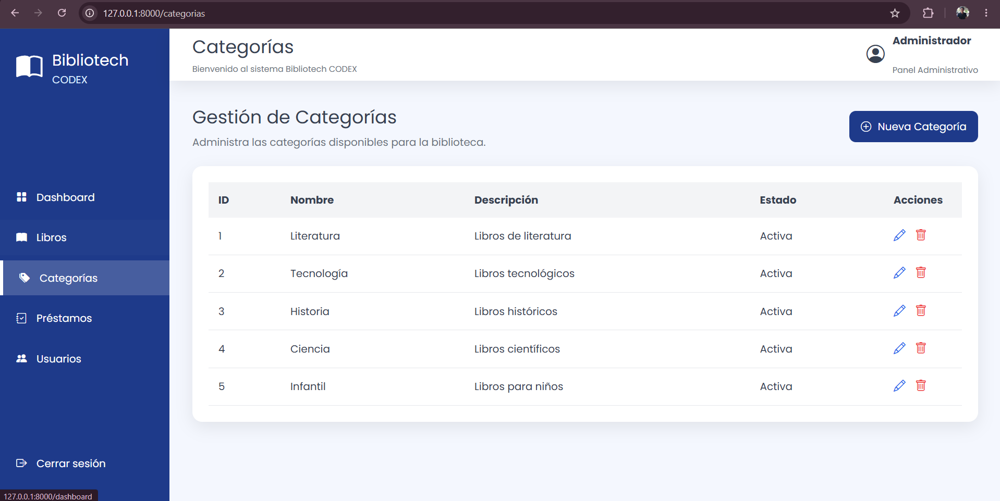 127.0.0.1:8000/categorias
Bibliotech
CODEX
Dashboard
Libros
Categorías
Préstamos
Usuarios
Cerrar sesión
127.0.0.1:8000/dashboard
Categorías
Bienvenido al sistema Bibliotech CODEX
Administrador
Panel Administrativo
Gestión de Categorías
Administra las categorías disponibles para la biblioteca.
Nueva Categoría
ID Nombre Descripción Estado Acciones
1 Literatura Libros de literatura Activa
2 Tecnología Libros tecnológicos Activa
3 Historia Libros históricos Activa
4 Ciencia Libros científicos Activa
5 Infantil Libros para niños Activa